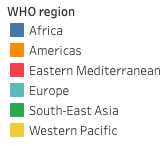 WHO region
Africa
Americas
Eastern Mediterranean
Europe
South-East Asia
Western Pacific